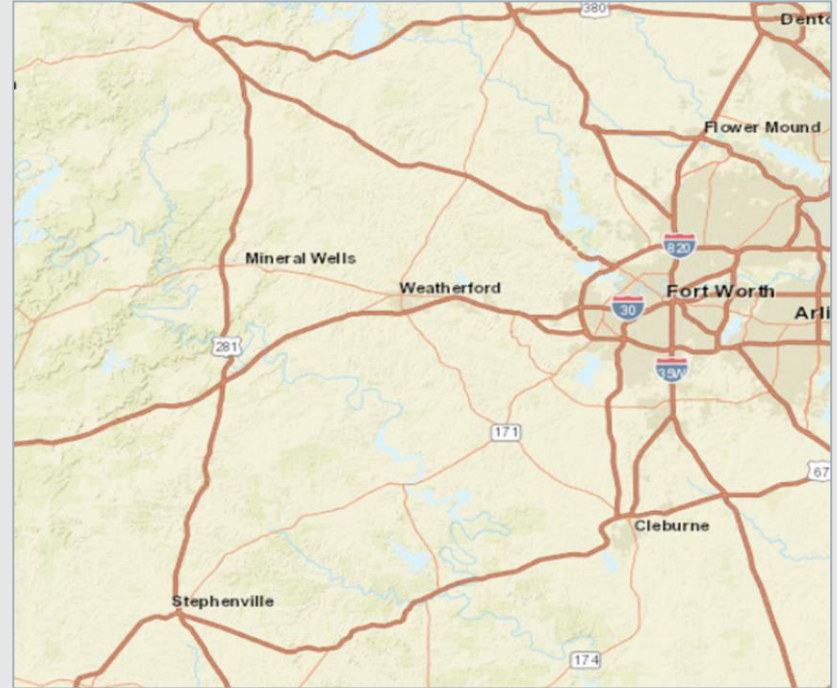 380
Dento
Flower Mound
820
Mineral Wells
Weatherford
Fort Worth
30
Arli
281
35W
171
67
Cleburne
Stephenville
174